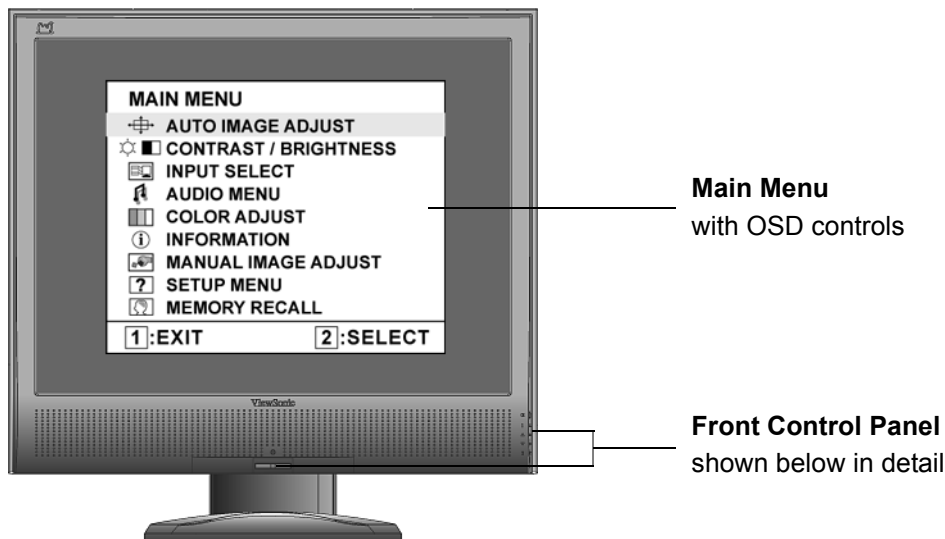 MAIN MENU
AUTO IMAGE ADJUST
CONTRAST / BRIGHTNESS
INPUT SELECT
AUDIO MENU
COLOR ADJUST
INFORMATION
MANUAL IMAGE ADJUST
SETUP MENU
MEMORY RECALL
1:EXIT 2:SELECT
ViewSonic
Main Menu
with OSD controls
Front Control Panel
shown below in detail